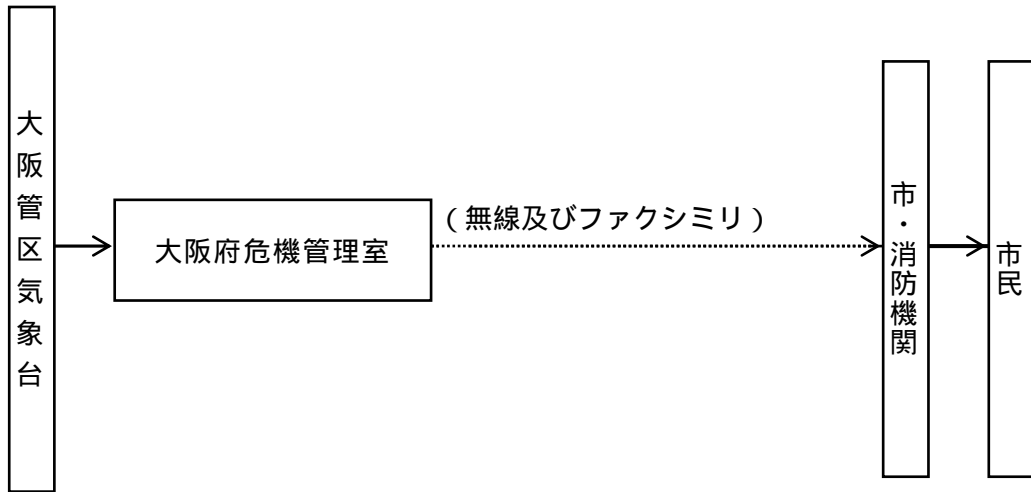 大阪管区気象台
大阪府危機管理室
(無線及びファクシミリ)
市・消防機関
市民